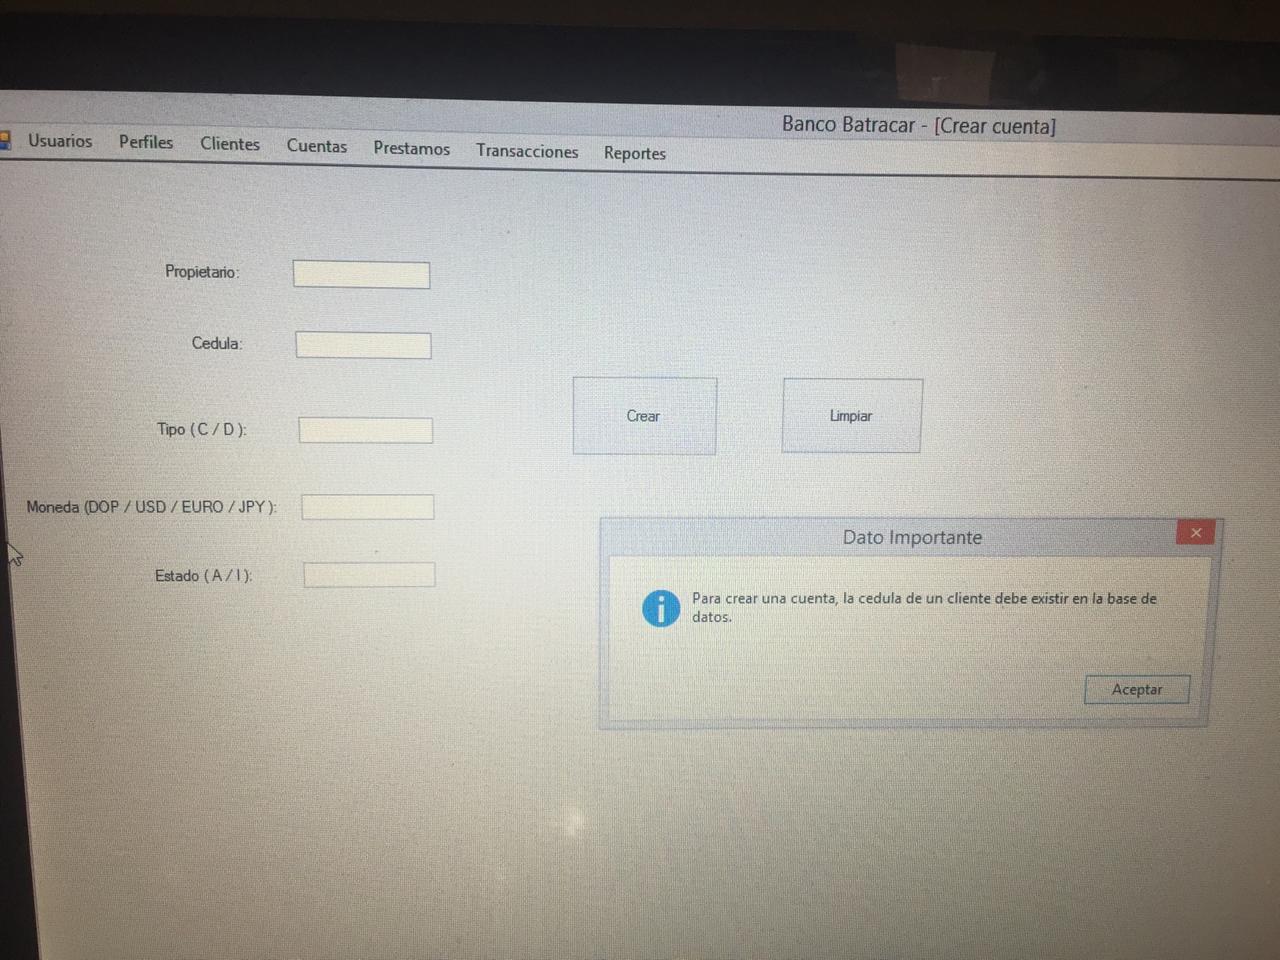 Banco Batracar - [Crear cuenta]
Usuarios Perfiles Clientes Cuentas Prestamos Transacciones Reportes
Propietario:
Cedula:
Tipo ( C / D ):
Moneda (DOP / USD / EURO / JPY ):
Estado ( A / I ):
Crear
Limpiar
Dato Importante
Para crear una cuenta, la cedula de un cliente debe existir en la base de
datos.
Aceptar